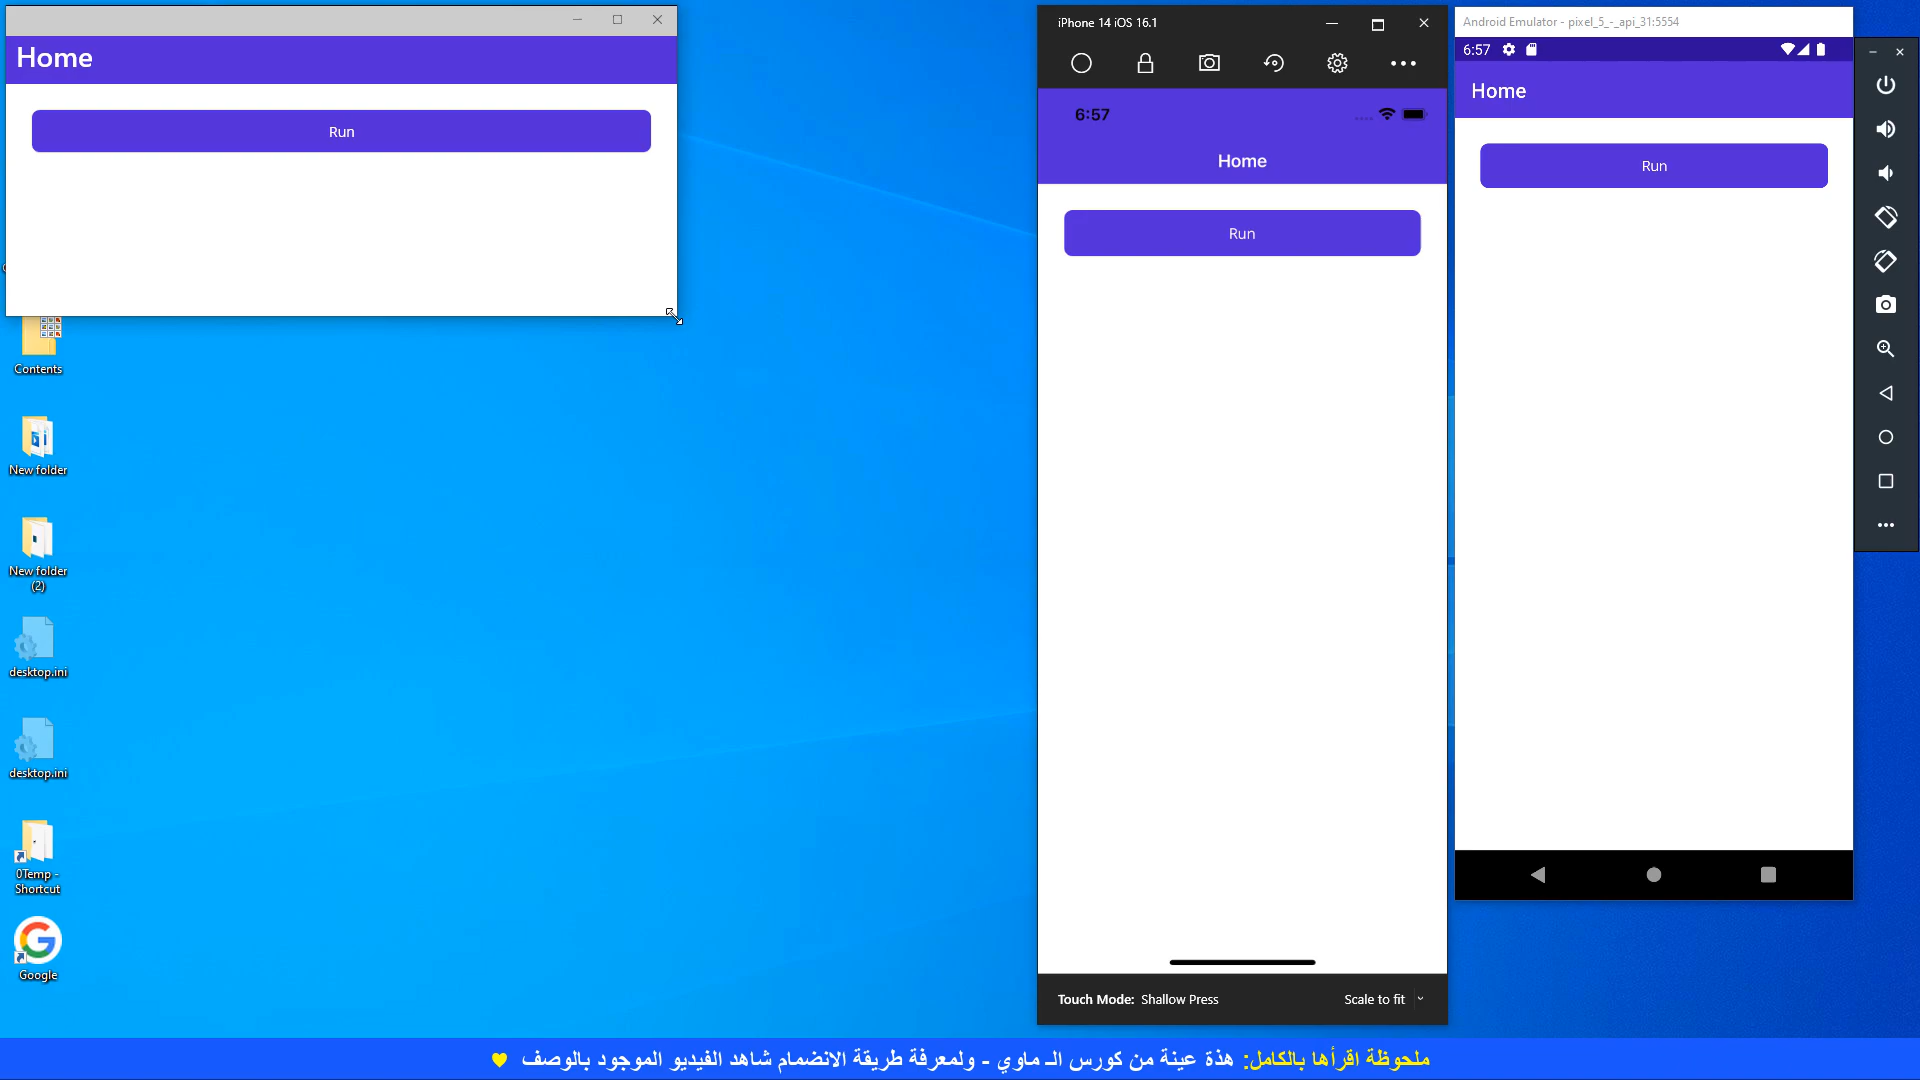 Home
Run
Contents
New folder
New folder
(2)
desktop.ini
desktop.ini
0Temp -
Shortcut
Google
iPhone 14 iOS 16.1
6:57
Home
Run
Touch Mode: Shallow Press
Scale to fit
Android Emulator - pixel_5_-_api_31:5554
6:57
Home
Run
ملحوظة اقرأها بالكامل: هذة عينة من كورس الـ ماوي - ولمعرفة طريقة الانضمام شاهد الفيديو الموجود بالوصف